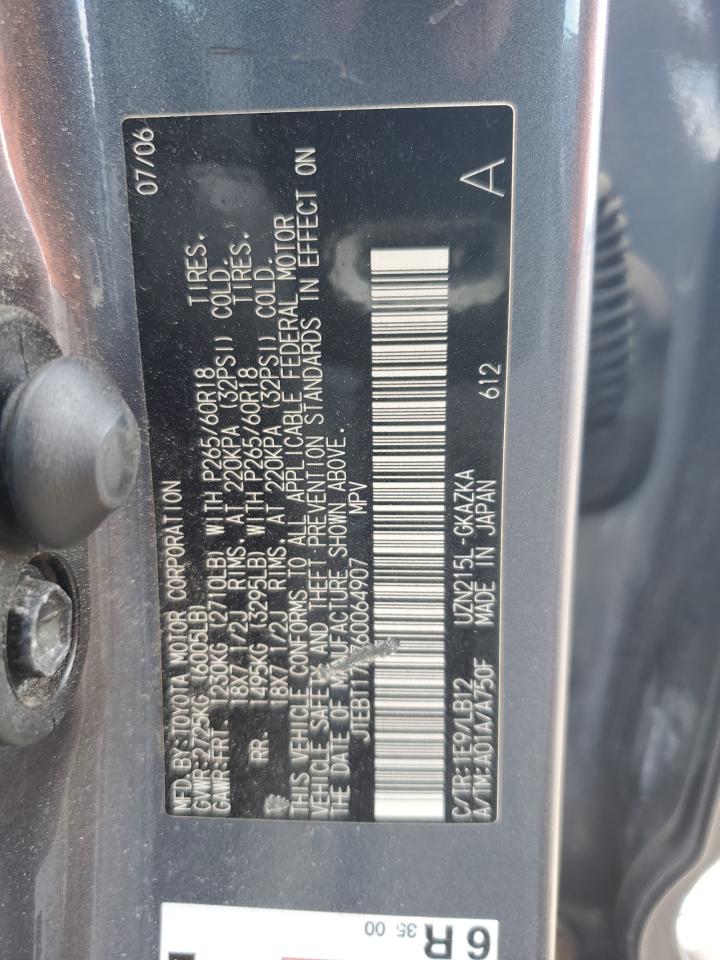 MFD. BY: TOYOTA MOTOR CORPORATION 07/06
GVWR: 2725KG (6005LB)
GAWR: FRT. 1230KG (2710LB) WITH P265/60R18 TIRES.
18X7 1/2J RIMS. AT 220KPA (32PSI) COLD.
RR. 1495KG (3295LB) WITH P265/60R18 TIRES.
18X7 1/2J RIMS. AT 220KPA (32PSI) COLD.
THIS VEHICLE CONFORMS TO ALL APPLICABLE FEDERAL MOTOR
VEHICLE SAFETY AND THEFT PREVENTION STANDARDS IN EFFECT ON
THE DATE OF MANUFACTURE SHOWN ABOVE.
MPV
C/TR: 1E9/LB12 UZN215L-GKAZKA
A/TM: A01A/A750F MADE IN JAPAN 612 A
6R
35 00